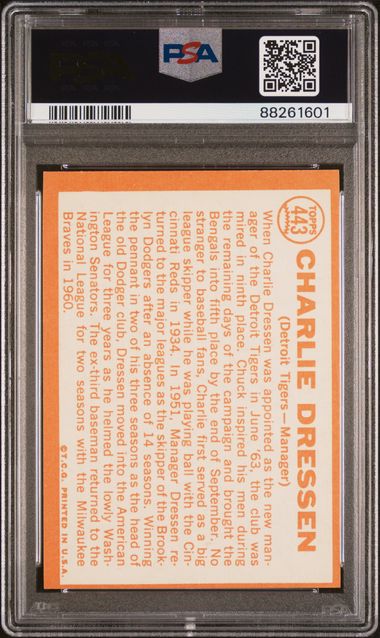 PSA
PSA
88261601
TOPPS
443
CHARLIE DRESSEN
(Detroit Tigers—Manager)
When Charlie Dressen was appointed as the new man-
ager of the Detroit Tigers in June '63, the club was
mired in ninth place. Chuck inspired his men during
the remaining days of the campaign and brought the
Bengals into fifth place by the end of September. No
stranger to baseball fans, Charlie first served as a big
league skipper while he was playing ball with the Cin-
cinnati Reds in 1934. In 1951, Manager Dressen re-
turned to the major leagues as the skipper of the Brook-
lyn Dodgers after an absence of 14 seasons. Winning
the pennant in two of his three seasons as the head of
the old Dodger club, Dressen moved into the American
League for three years as he helmed the lowly Wash-
ington Senators. The ex-third baseman returned to the
National League for two seasons with the Milwaukee
Braves in 1960.
©T.C.G. PRINTED IN U.S.A.